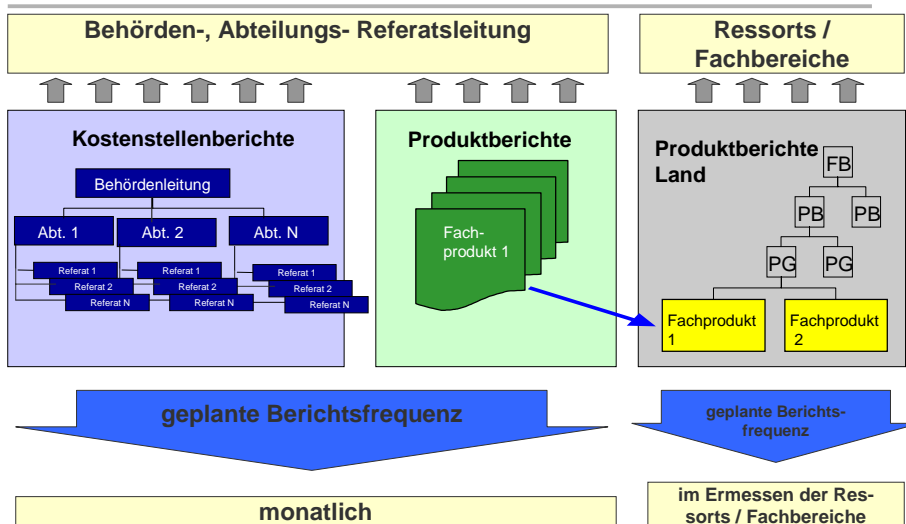 Behörden-, Abteilungs- Referatsleitung
Ressorts /
Fachbereiche
Kostenstellenberichte
Behördenleitung
Abt. 1
Abt. 2
Abt. N
Referat 1
Referat 2
Referat N
Referat 1
Referat 2
Referat N
Referat 1
Referat 2
Referat N
Produktberichte
Fach-
produkt 1
Produktberichte
Land
FB
PB
PB
PG
PG
Fachprodukt
1
Fachprodukt
2
geplante Berichtsfrequenz
geplante Berichts-
frequenz
monatlich
im Ermessen der Res-
sorts / Fachbereiche